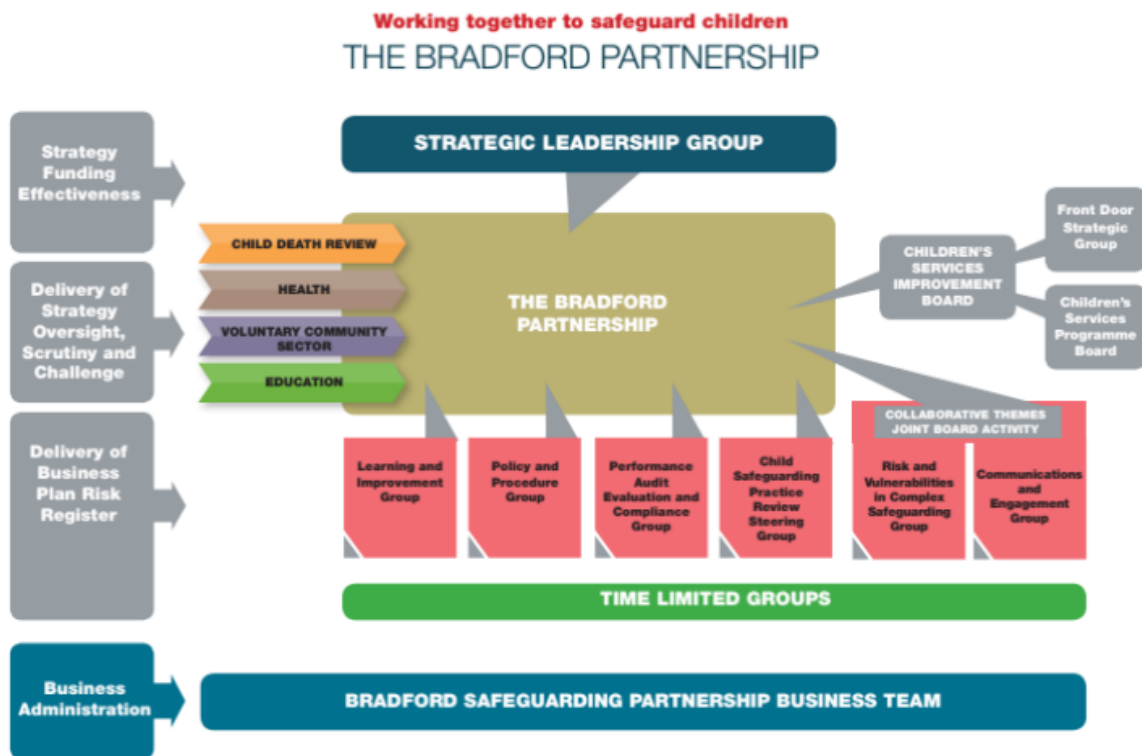 Working together to safeguard children
THE BRADFORD PARTNERSHIP
Strategy
Funding
Effectiveness
STRATEGIC LEADERSHIP GROUP
Delivery of
Strategy
Oversight,
Scrutiny and
Challenge
CHILD DEATH REVIEW
HEALTH
VOLUNTARY COMMUNITY
SECTOR
EDUCATION
THE BRADFORD
PARTNERSHIP
CHILDREN'S
SERVICES
IMPROVEMENT
BOARD
Front Door
Strategic
Group
Children's
Services
Programme
Board
Delivery of
Business
Plan Risk
Register
Learning and
Improvement
Group
Policy and
Procedure
Group
Performance
Audit
Evaluation and
Compliance
Group
Child
Safeguarding
Practice
Review
Steering
Group
COLLABORATIVE THEMES
JOINT BOARD ACTIVITY
Risk and
Vulnerabilities
in Complex
Safeguarding
Group
Communications
and
Engagement
Group
TIME LIMITED GROUPS
Business
Administration
BRADFORD SAFEGUARDING PARTNERSHIP BUSINESS TEAM